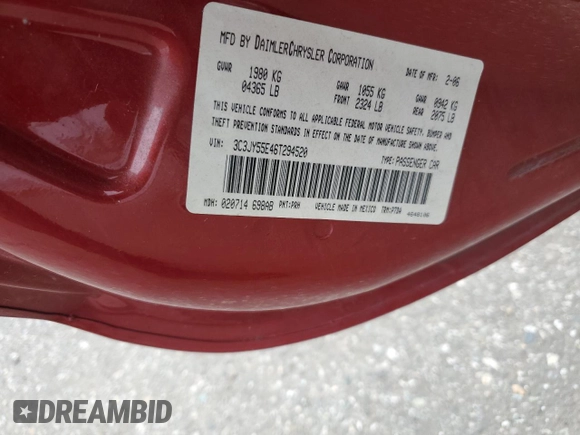 MFD BY DAIMLERCHRYSLER CORPORATION DATE OF MFR: 2-06
GVWR 1980 KG GAWR 1055 KG GAWR 0942 KG
04365 LB FRONT 2324 LB REAR 2075 LB
THIS VEHICLE CONFORMS TO ALL APPLICABLE FEDERAL MOTOR VEHICLE SAFETY, BUMPER AND
THEFT PREVENTION STANDARDS IN EFFECT ON THE DATE OF MANUFACTURE SHOWN ABOVE.
3C3JY55E46T294520 TYPE: PASSENGER CAR
MDH: 020714 698AB PNT: PRH VEHICLE MADE IN MEXICO TRM: P7DA
DREAMBID